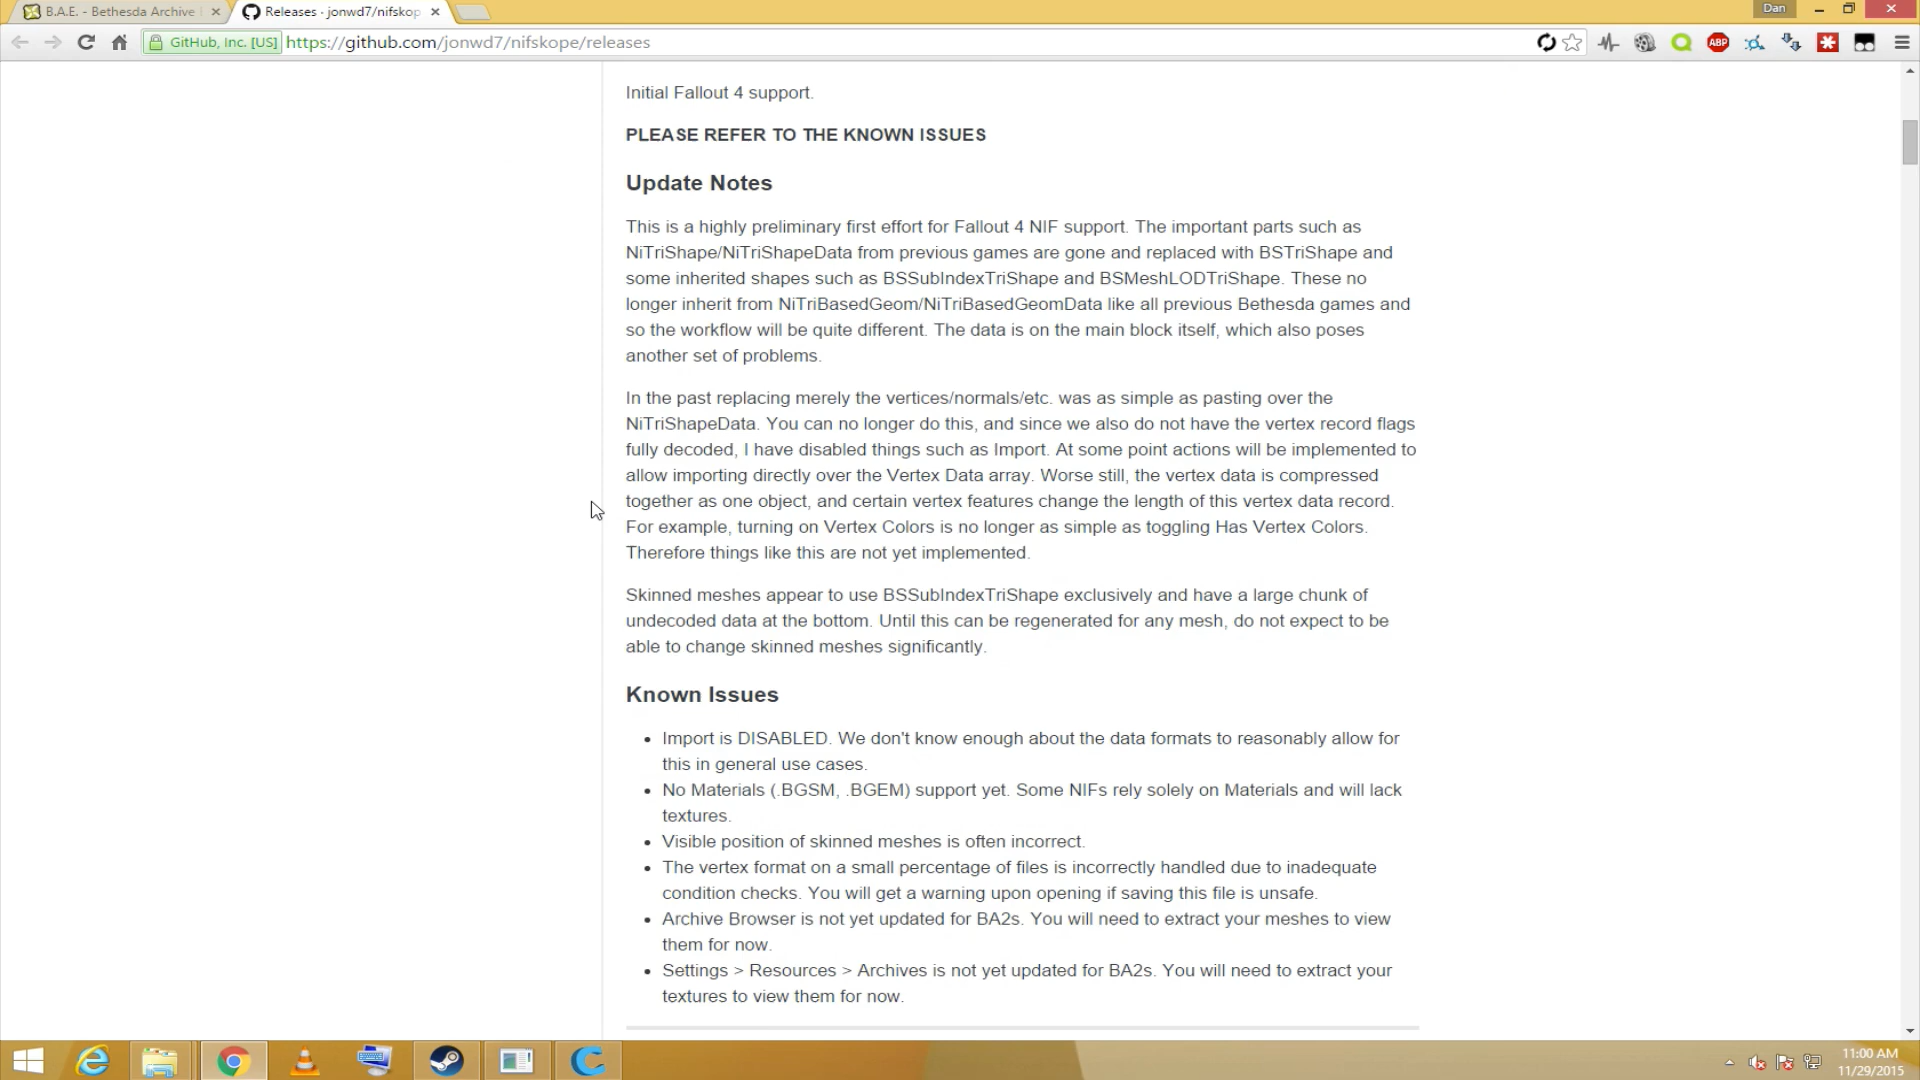 B.A.E. - Bethesda Archive
Releases · jonwd7/nifskop
Dan
GitHub, Inc. [US]
https://github.com/jonwd7/nifskope/releases
ABP
Initial Fallout 4 support.
PLEASE REFER TO THE KNOWN ISSUES
Update Notes
This is a highly preliminary first effort for Fallout 4 NIF support. The important parts such as
NiTriShape/NiTriShapeData from previous games are gone and replaced with BSTriShape and
some inherited shapes such as BSSubIndexTriShape and BSMeshLODTriShape. These no
longer inherit from NiTriBasedGeom/NiTriBasedGeomData like all previous Bethesda games and
so the workflow will be quite different. The data is on the main block itself, which also poses
another set of problems.
In the past replacing merely the vertices/normals/etc. was as simple as pasting over the
NiTriShapeData. You can no longer do this, and since we also do not have the vertex record flags
fully decoded, I have disabled things such as Import. At some point actions will be implemented to
allow importing directly over the Vertex Data array. Worse still, the vertex data is compressed
together as one object, and certain vertex features change the length of this vertex data record.
For example, turning on Vertex Colors is no longer as simple as toggling Has Vertex Colors.
Therefore things like this are not yet implemented.
Skinned meshes appear to use BSSubIndexTriShape exclusively and have a large chunk of
undecoded data at the bottom. Until this can be regenerated for any mesh, do not expect to be
able to change skinned meshes significantly.
Known Issues
• Import is DISABLED. We don't know enough about the data formats to reasonably allow for
this in general use cases.
• No Materials (.BGSM, .BGEM) support yet. Some NIFs rely solely on Materials and will lack
textures.
• Visible position of skinned meshes is often incorrect.
• The vertex format on a small percentage of files is incorrectly handled due to inadequate
condition checks. You will get a warning upon opening if saving this file is unsafe.
• Archive Browser is not yet updated for BA2s. You will need to extract your meshes to view
them for now.
• Settings > Resources > Archives is not yet updated for BA2s. You will need to extract your
textures to view them for now.
11:00 AM
11/29/2015